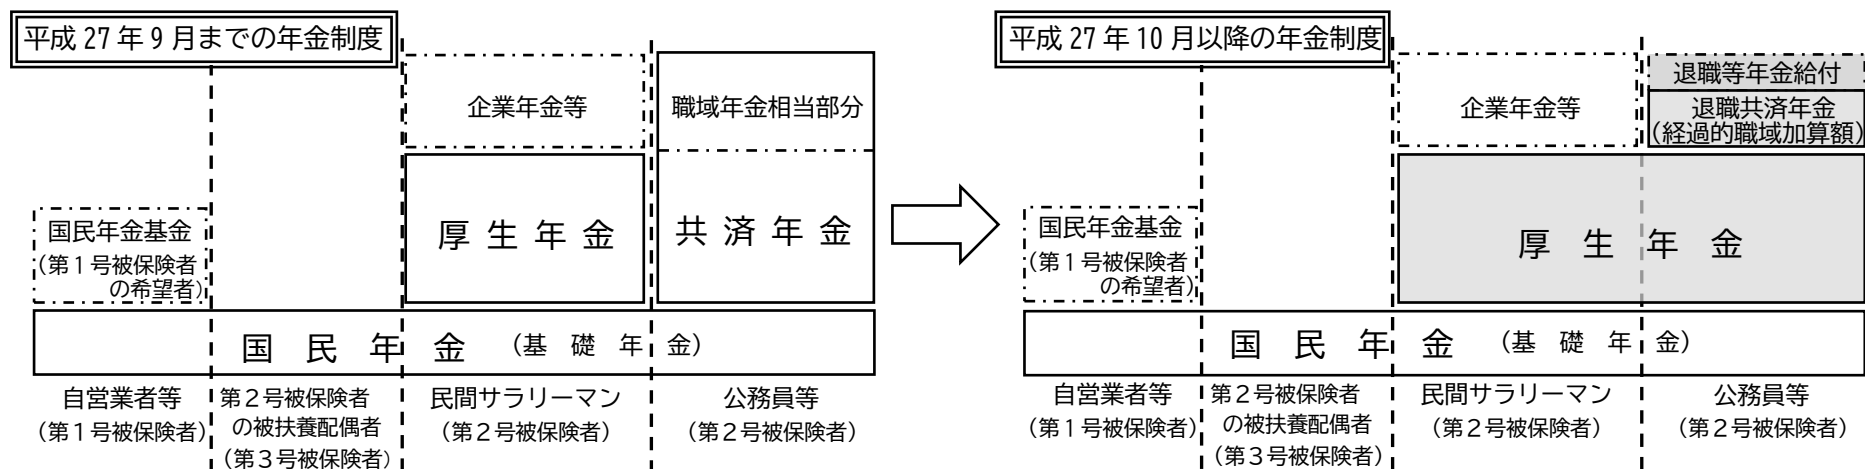 平成 27 年 9 月までの年金制度
企業年金等
職域年金相当部分
国民年金基金
(第１号被保険者
の希望者)
厚 生 年 金
共 済 年 金
国 民 年 金 (基 礎 年 金)
自営業者等
(第１号被保険者)
第２号被保険者
の被扶養配偶者
(第３号被保険者)
民間サラリーマン
(第２号被保険者)
公務員等
(第２号被保険者)
平成 27 年 10 月以降の年金制度
企業年金等
退職等年金給付
退職共済年金
(経過的職域加算額)
国民年金基金
(第１号被保険者
の希望者)
厚 生 年 金
国 民 年 金 (基 礎 年 金)
自営業者等
(第１号被保険者)
第２号被保険者
の被扶養配偶者
(第３号被保険者)
民間サラリーマン
(第２号被保険者)
公務員等
(第２号被保険者)